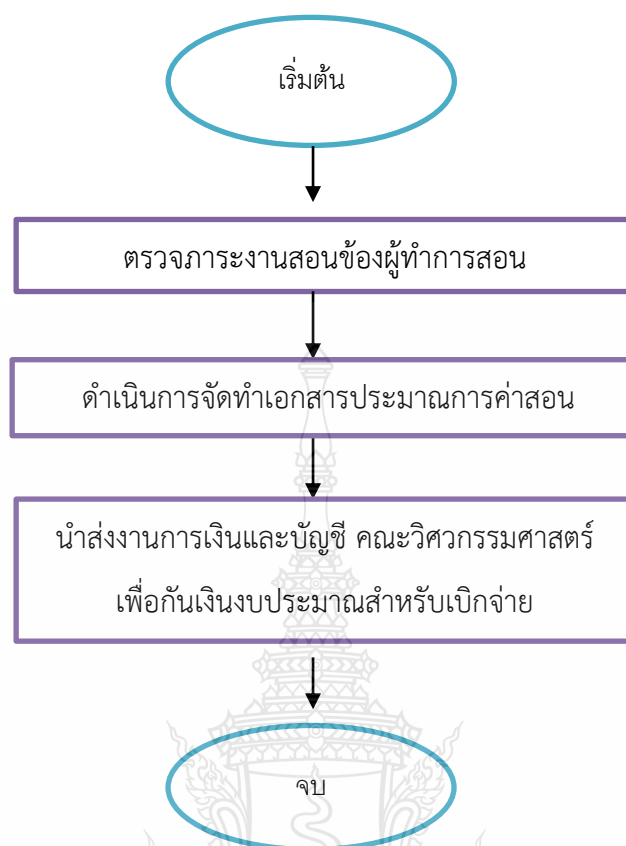 เริ่มต้น
ตรวจภาระงานสอนข้องผู้ทำการสอน
ดำเนินการจัดทำเอกสารประมาณการค่าสอน
นำส่งงานการเงินและบัญชี คณะวิศวกรรมศาสตร์
เพื่อกันเงินงบประมาณสำหรับเบิกจ่าย
จบ